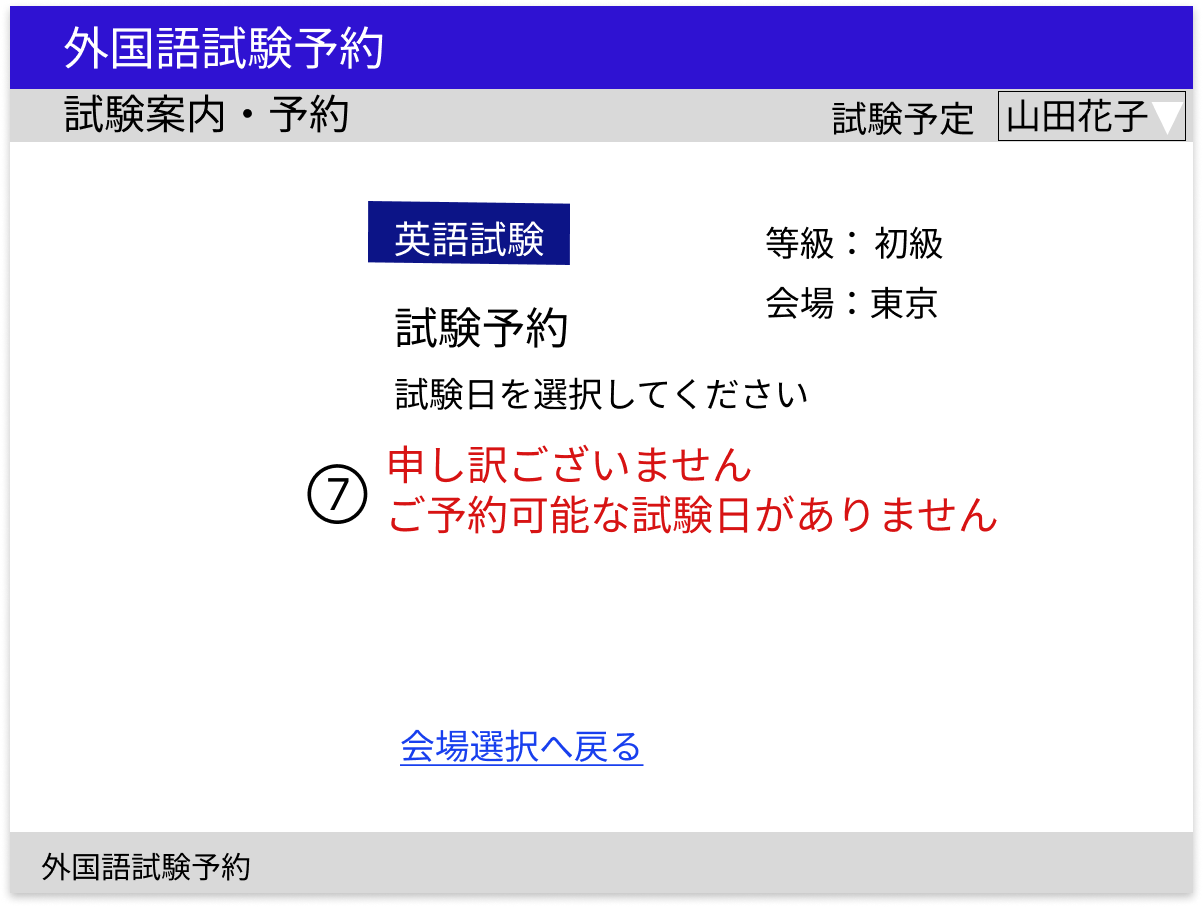 外国語試験予約
試験案内・予約
試験予定
山田花子▼
英語試験
等級：初級
会場：東京
試験予約
試験日を選択してください
⑦
申し訳ございません
ご予約可能な試験日がありません
会場選択へ戻る
外国語試験予約